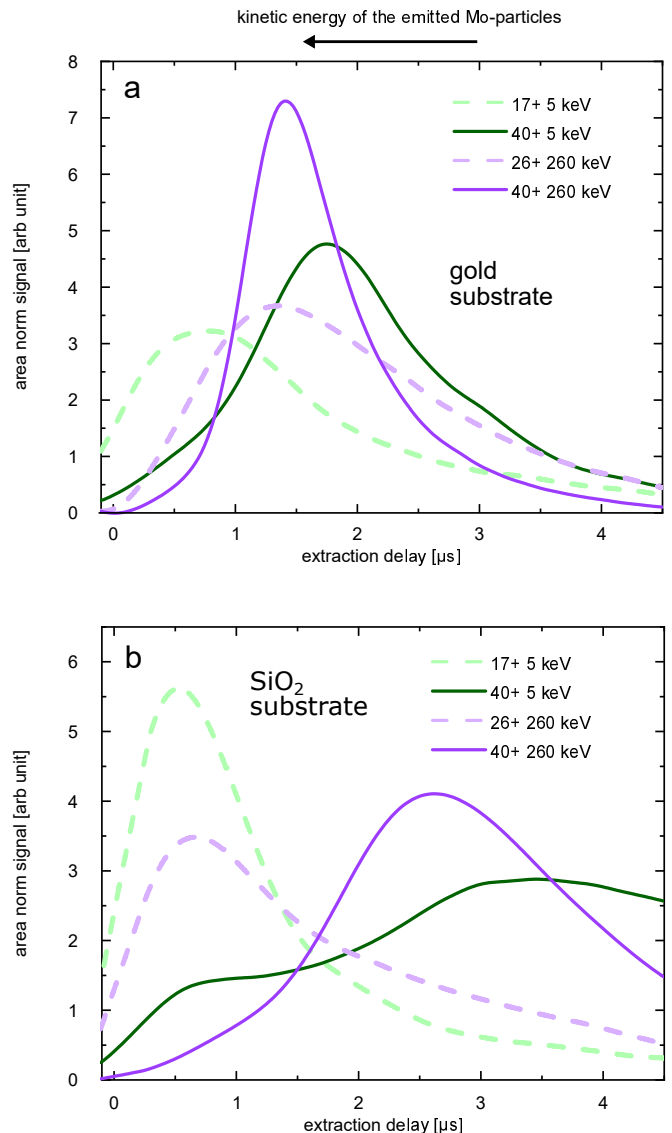 kinetic energy of the emitted Mo-particles
a
8
7
6
5
4
3
2
1
0
area norm signal [arb unit]
17+ 5 keV
40+ 5 keV
26+ 260 keV
40+ 260 keV
gold
substrate
0 1 2 3 4
extraction delay [µs]
b
6
5
4
3
2
1
0
area norm signal [arb unit]
SiO₂
substrate
17+ 5 keV
40+ 5 keV
26+ 260 keV
40+ 260 keV
0 1 2 3 4
extraction delay [µs]